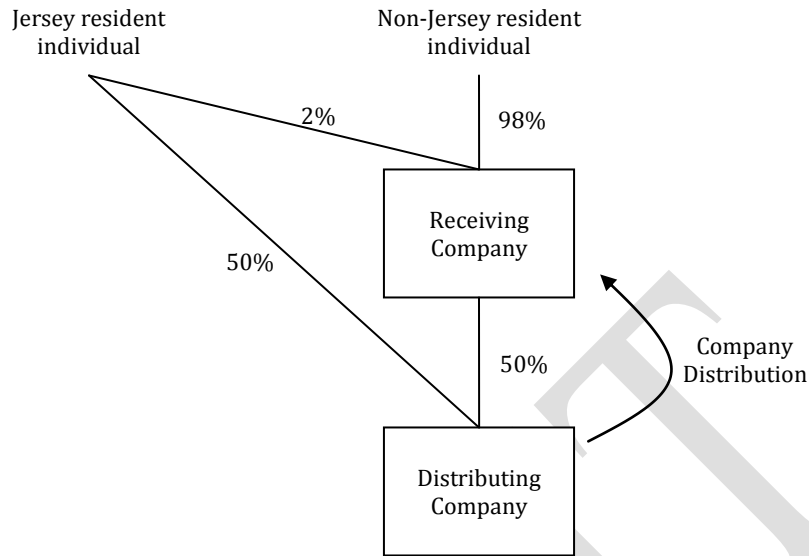 Jersey resident
individual
Non-Jersey resident
individual
2%
98%
Receiving
Company
50%
50%
Company
Distribution
Distributing
Company